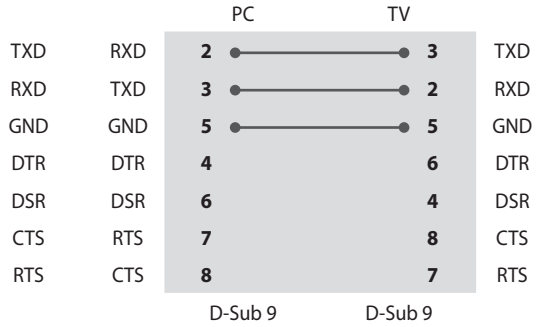 PC TV
TXD RXD 2 3 TXD
RXD TXD 3 2 RXD
GND GND 5 5 GND
DTR DTR 4 6 DTR
DSR DSR 6 4 DSR
CTS RTS 7 8 CTS
RTS CTS 8 7 RTS
D-Sub 9 D-Sub 9